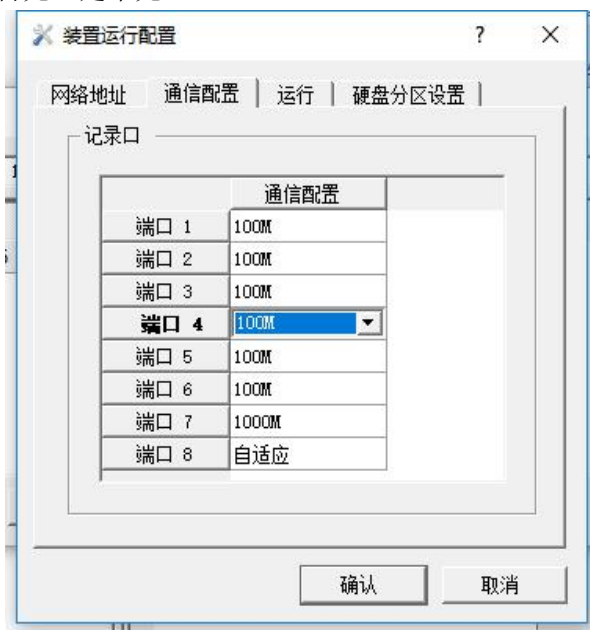 装置运行配置 ?
网络地址 通信配置 运行 硬盘分区设置
记录口
通信配置
端口 1 100M
端口 2 100M
端口 3 100M
端口 4 100M
端口 5 100M
端口 6 100M
端口 7 1000M
端口 8 自适应
确认 取消